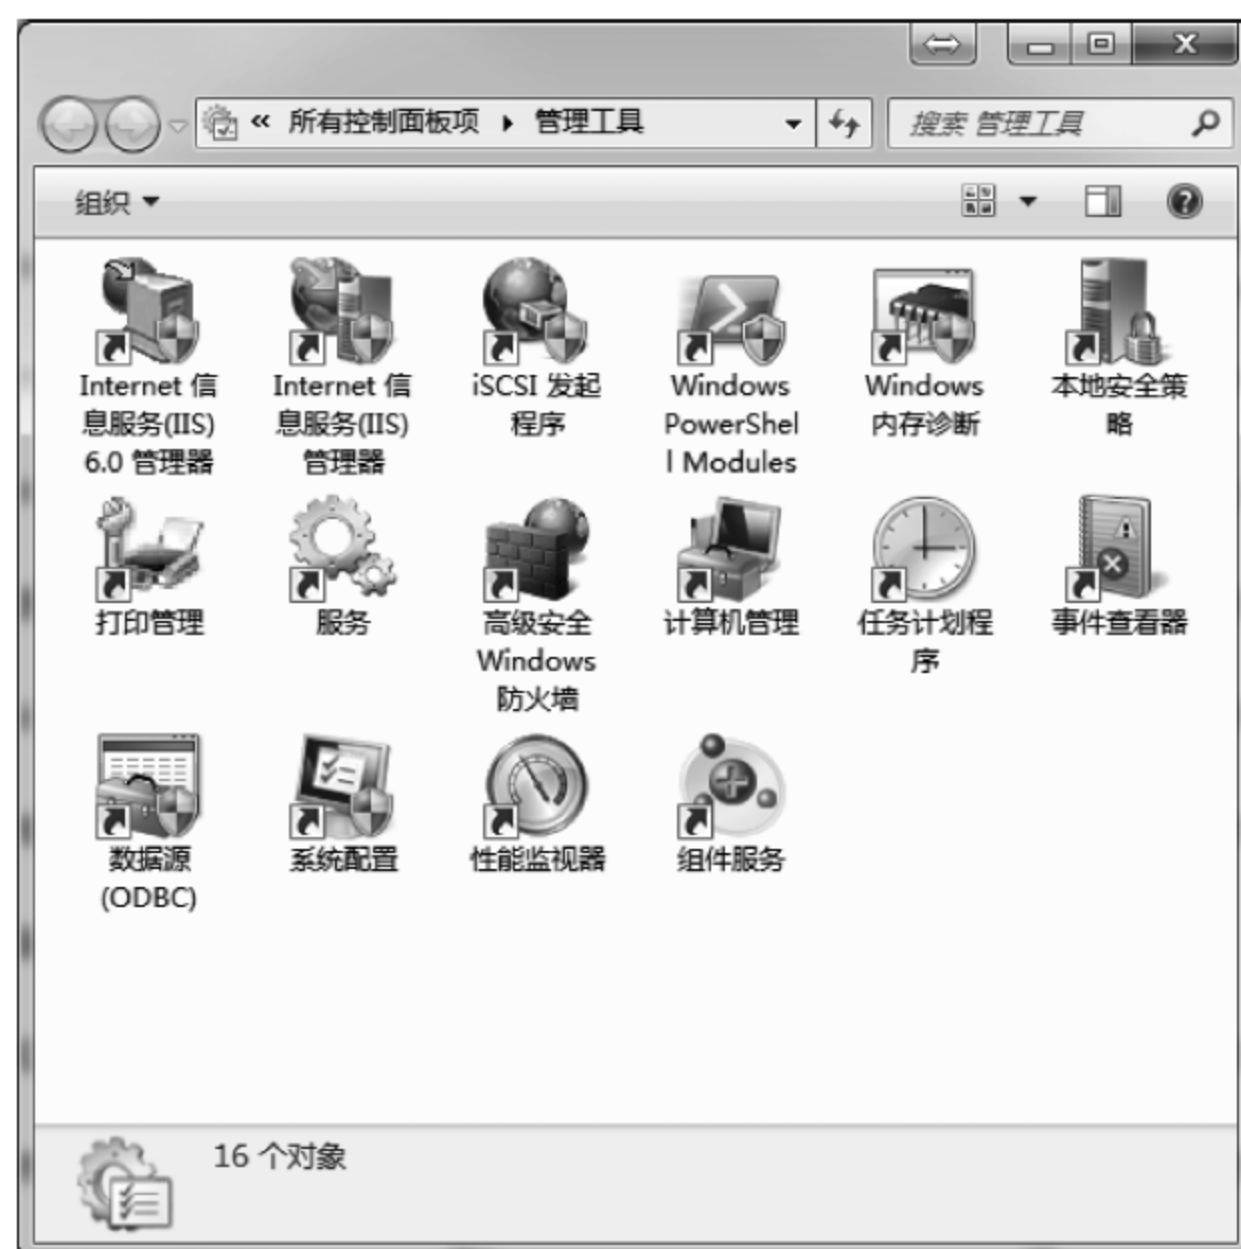 « 所有控制面板项 ▸ 管理工具
搜索 管理工具
组织
Internet 信
息服务(IIS)
6.0 管理器
Internet 信
息服务(IIS)
管理器
iSCSI 发起
程序
Windows
PowerShel
l Modules
Windows
内存诊断
本地安全策
略
打印管理
服务
高级安全
Windows
防火墙
计算机管理
任务计划程
序
事件查看器
数据源
(ODBC)
系统配置
性能监视器
组件服务
16 个对象